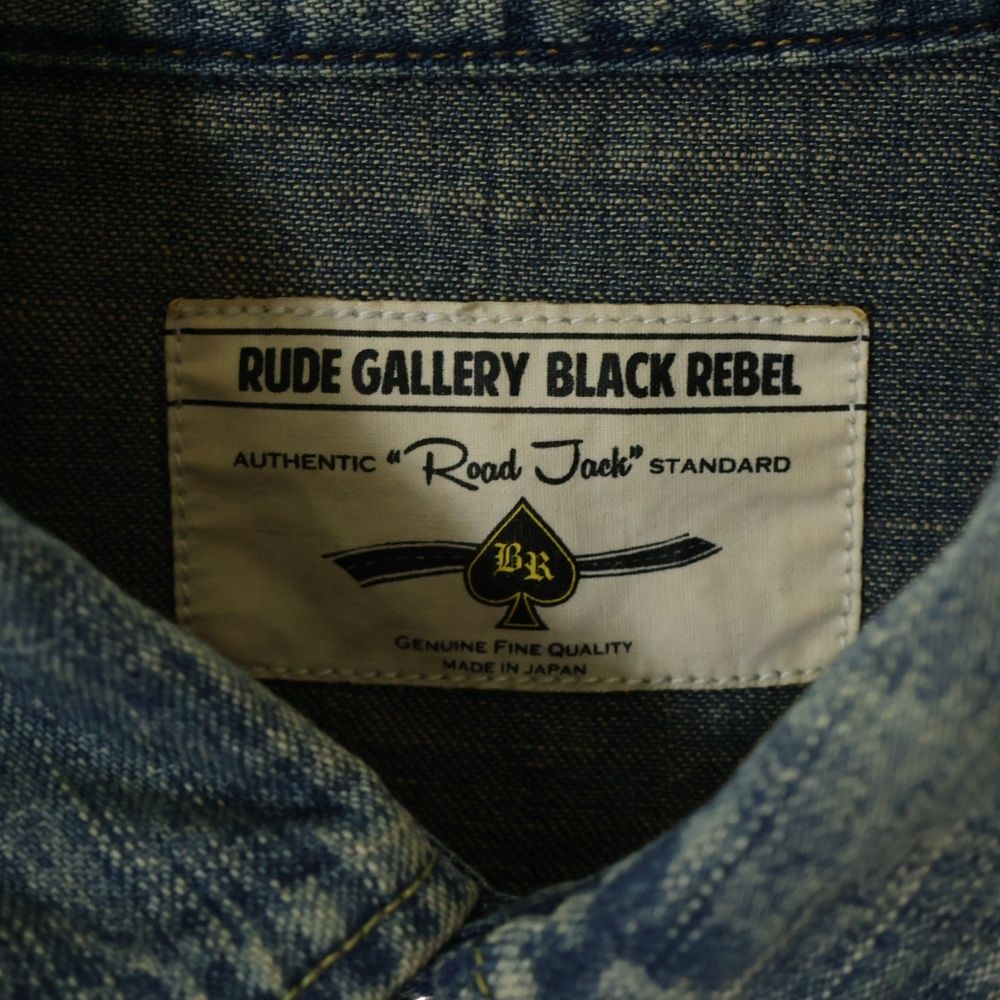 RUDE GALLERY BLACK REBEL
AUTHENTIC “Road Jack” STANDARD
BR
GENUINE FINE QUALITY
MADE IN JAPAN